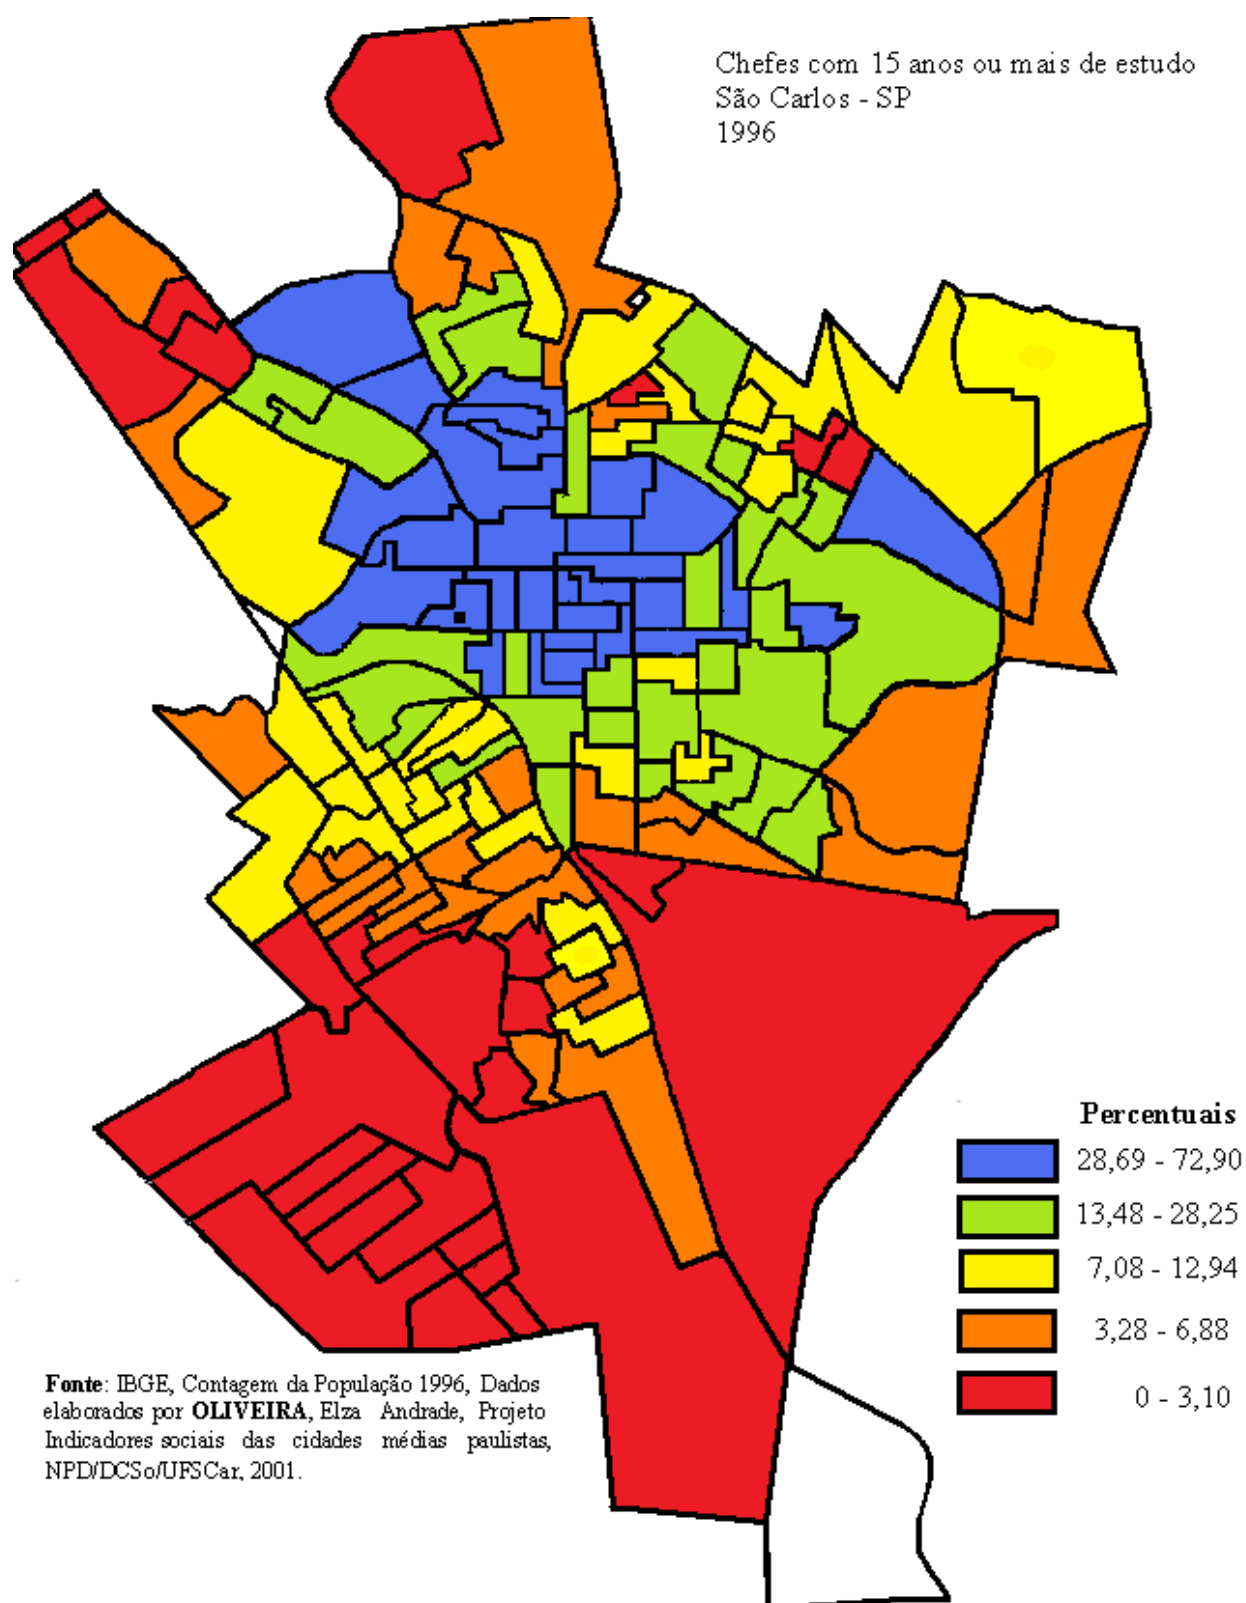 Chefes com 15 anos ou mais de estudo
São Carlos - SP
1996
Percentuais
28,69 - 72,90
13,48 - 28,25
7,08 - 12,94
3,28 - 6,88
0 - 3,10
Fonte: IBGE, Contagem da População 1996, Dados
elaborados por OLIVEIRA, Elza Andrade, Projeto
Indicadores sociais das cidades médias paulistas,
NPD/DCSo/UFSCar, 2001.